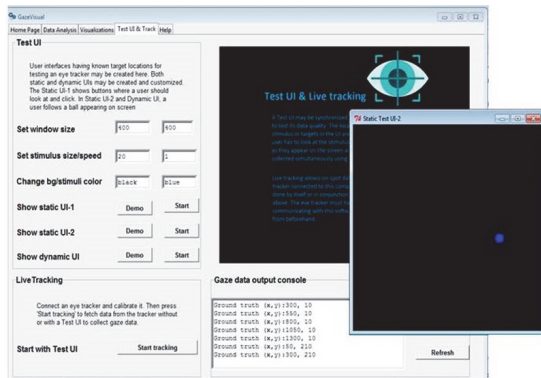 GazeVisual
Home Page Data Analysis Visualizations Test UI & Track Help
Test UI
User interfaces having known target locations for
testing an eye tracker may be created here. Both
static and dynamic UIs may be created and customized.
The Static UI-1 shows buttons where a user should
look at and click. In Static UI-2 and Dynamic UI, a
user follows a ball appearing on screen
Set window size 400 400
Set stimulus size/speed 20 1
Change bg/stimuli color black blue
Show static UI-1 Demo Start
Show static UI-2 Demo Start
Show dynamic UI Demo Start
LiveTracking
Connect an eye tracker and calibrate it. Then press
'Start tracking' to fetch data from the tracker without
or with a Test UI to collect gaze data.
Start with Test UI Start tracking
Test UI & Live tracking
A Test UI may be synchronized
Live tracking allows
Static Test UI-2
Gaze data output console
Ground truth (x,y):300, 10
Ground truth (x,y):550, 10
Ground truth (x,y):800, 10
Ground truth (x,y):1050, 10
Ground truth (x,y):1300, 10
Ground truth (x,y):50, 210
Ground truth (x,y):300, 210
Refresh